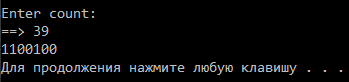 Enter count:
==> 39
1100100
Для продолжения нажмите любую клавишу . . .